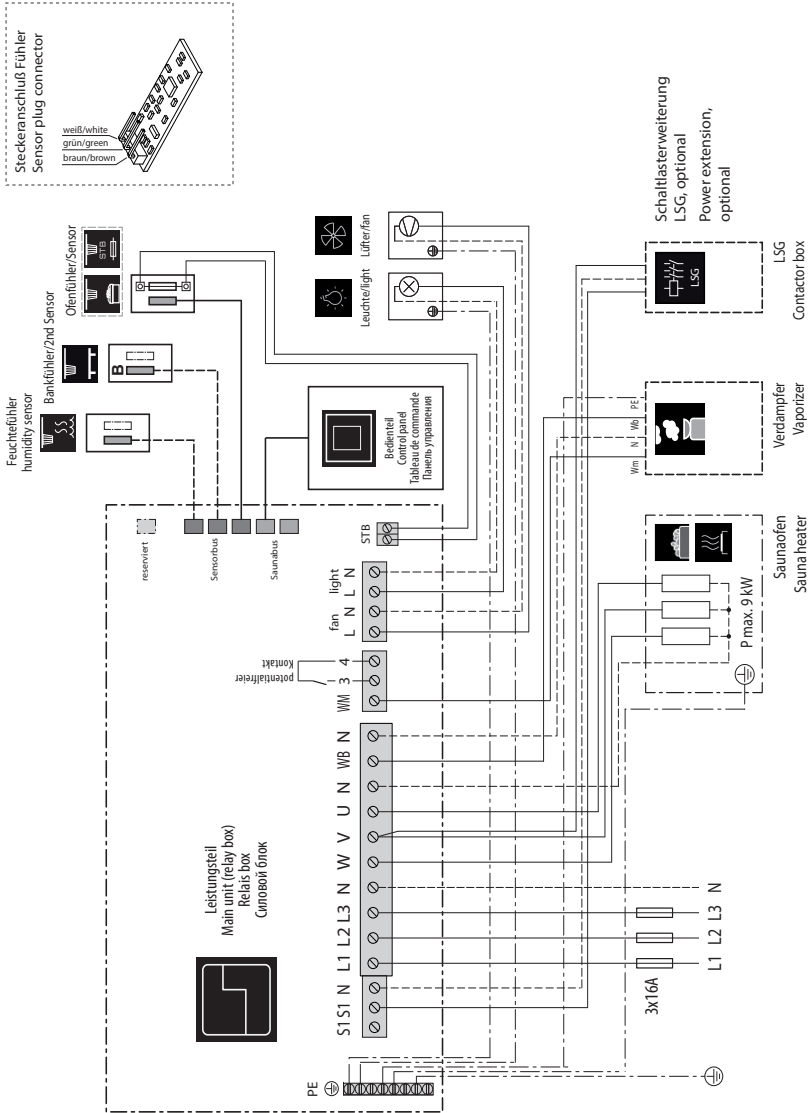 Steckeranschluß Fühler
Sensor plug connector
weiß/white
grün/green
braun/brown
Feuchtefühler
humidity sensor
Bankfühler/2nd Sensor
B
Ofenfühler/Sensor
STB
Leuchte/light
Lüfter/fan
Bedienteil
Control panel
Tableau de commande
Панель управления
reserviert
Sensorbus
Saunabus
STB
fan light
L N L N
potentialfreier
Kontakt
WM 3 4
Leistungsteil
Main unit (relay box)
Relais box
Силовой блок
S1 S1 N L1 L2 L3 N W V U N WB N
PE
3x16A
L1 L2 L3 N
P max. 9 kW
Saunaofen
Sauna heater
Wm N Wb PE
Verdampfer
Vaporizer
LSG
LSG
Contactor box
Schaltlasterweiterung
LSG, optional
Power extension,
optional